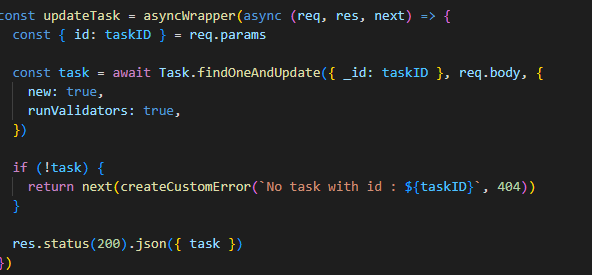 const updateTask = asyncWrapper(async (req, res, next) => {
  const { id: taskID } = req.params

  const task = await Task.findOneAndUpdate({ _id: taskID }, req.body, {
    new: true,
    runValidators: true,
  })

  if (!task) {
    return next(createCustomError(`No task with id : ${taskID}`, 404))
  }

  res.status(200).json({ task })
})